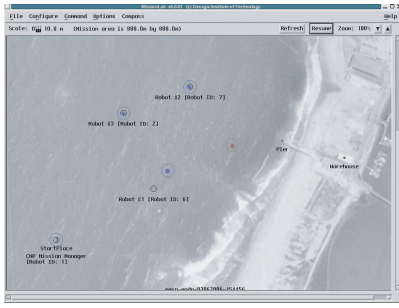 MissionLab v6.0.01 (c) Georgia Institute of Technology
File Configure Command Options Compass Help
Scale: 10.0 m (Mission area is 800.0m by 800.0m) Refresh Resume Zoom: 100%
Robot 12 [Robot ID: 7]
Robot 13 [Robot ID: 2]
Pier
Warehouse
[Robot ID: 6]
StartPlace
CNP Mission Manager
[Robot ID: 1]